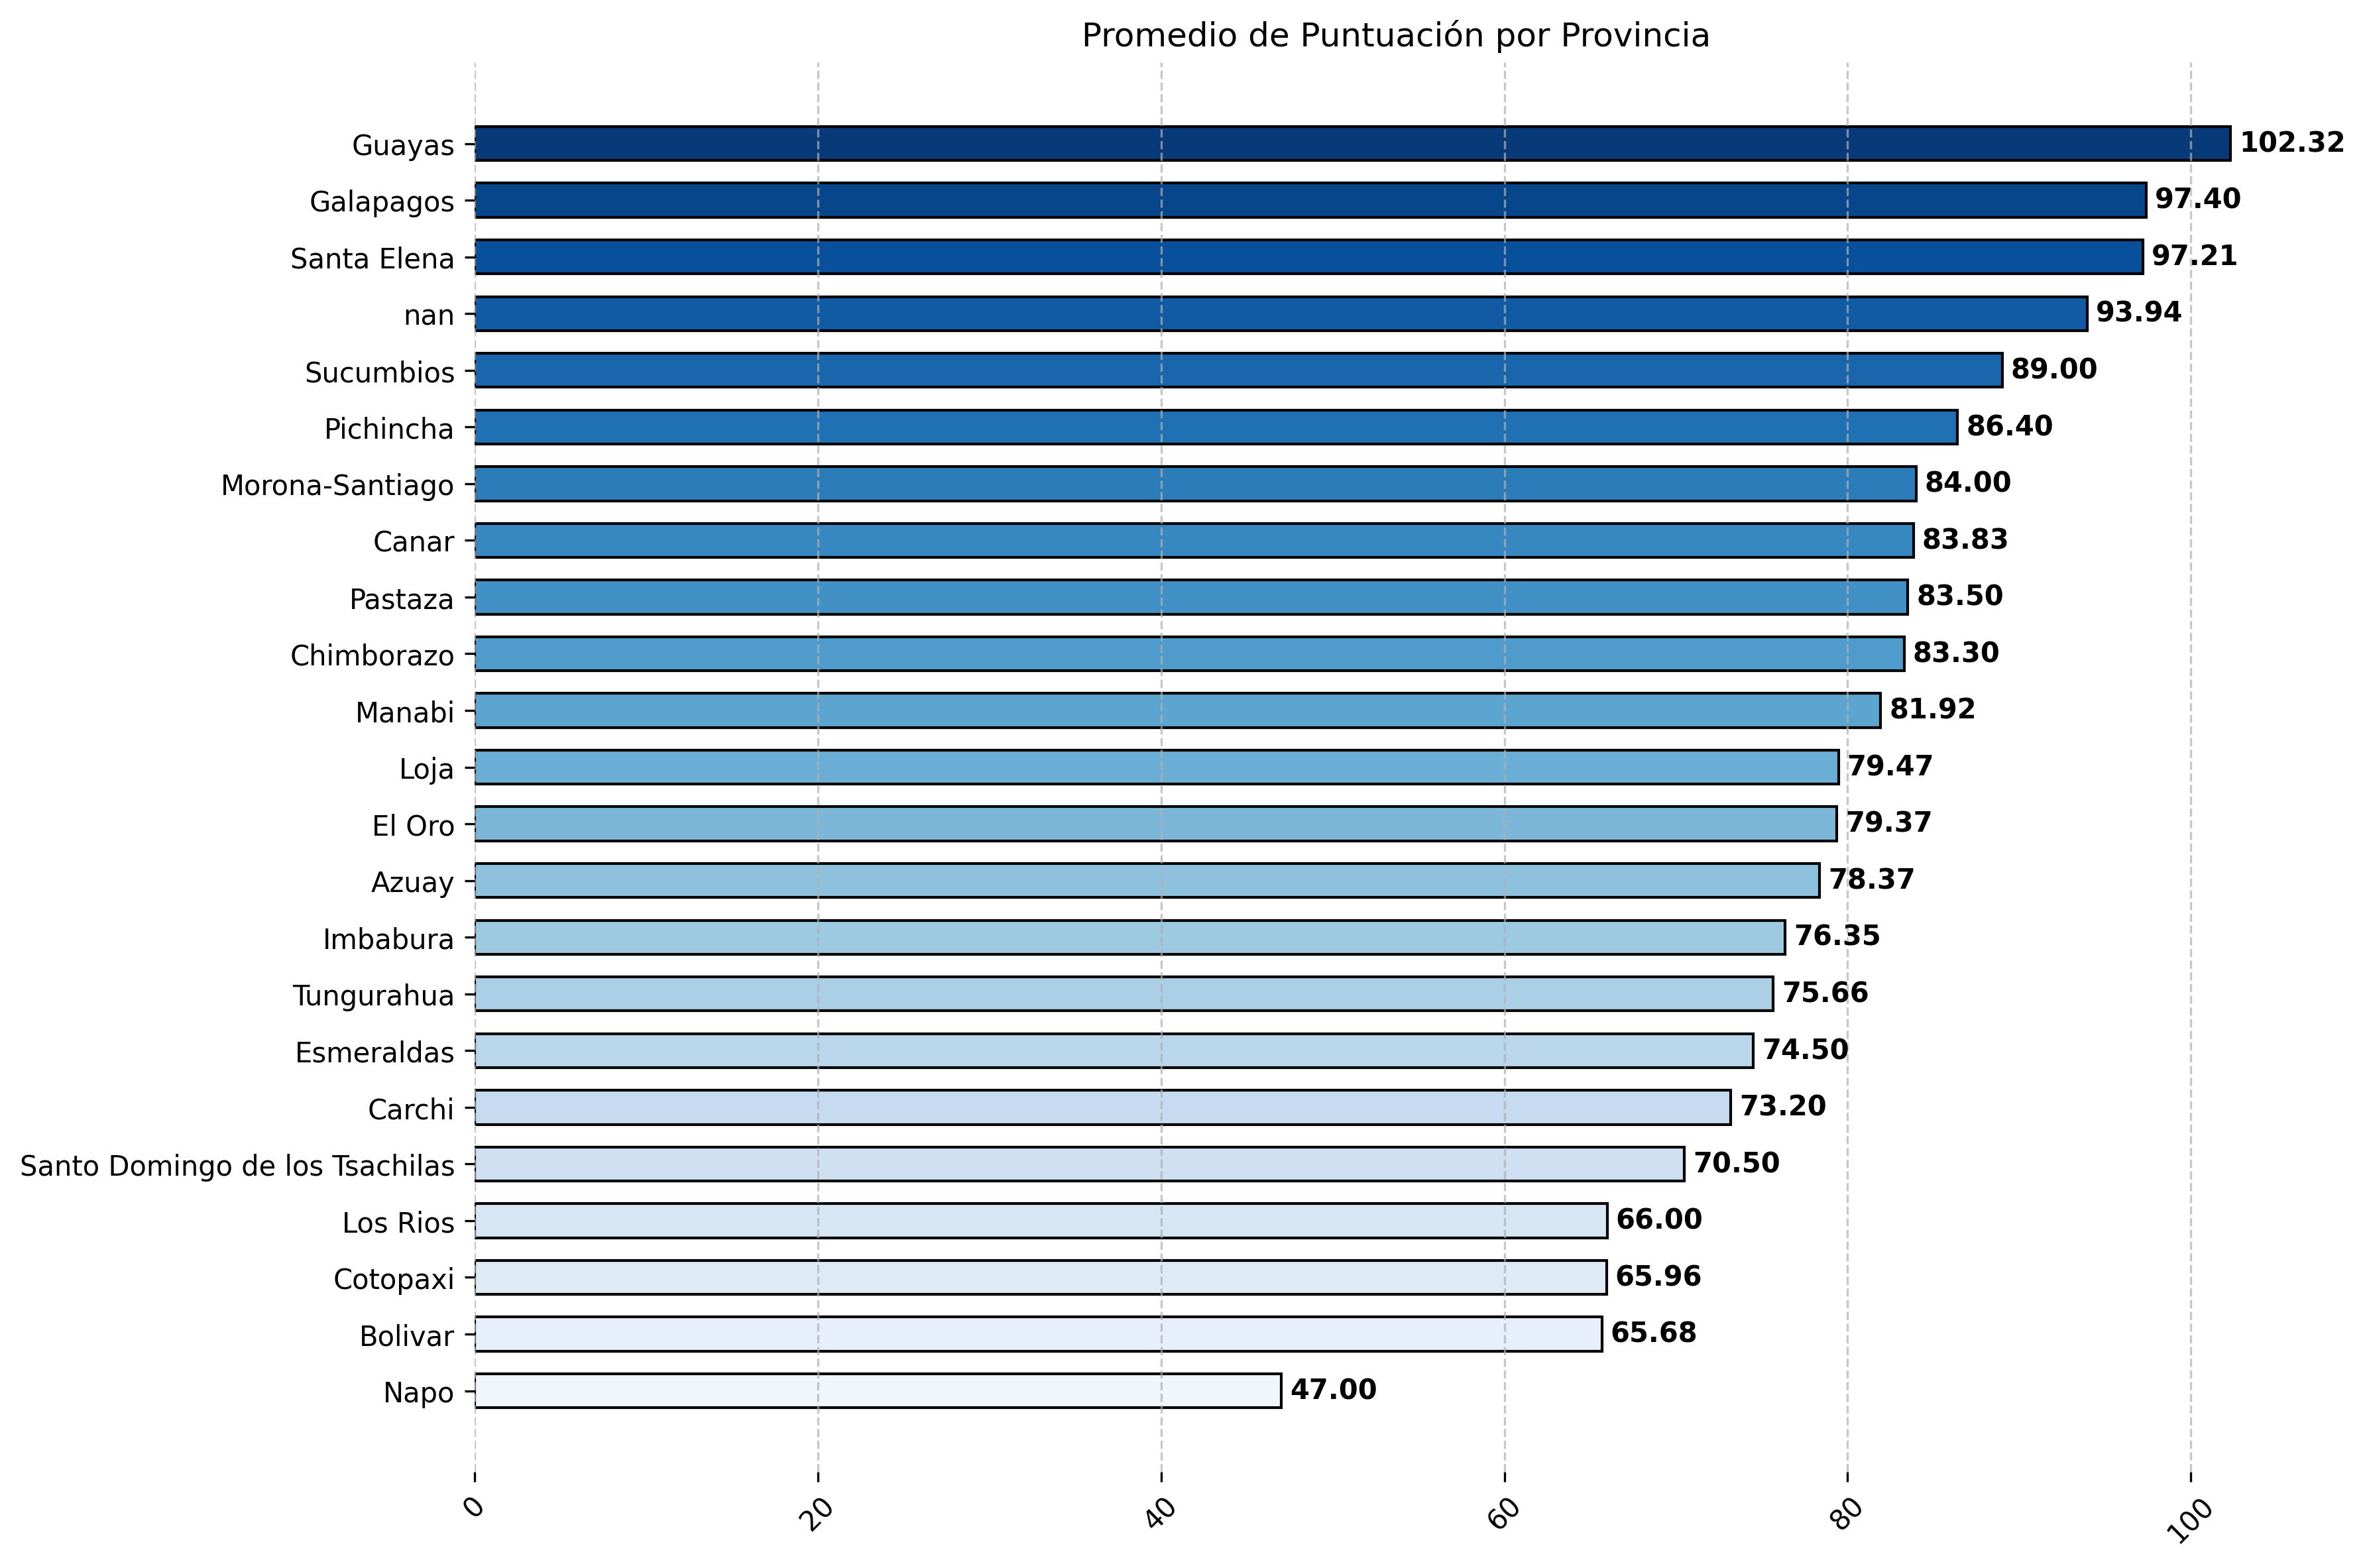 Promedio de Puntuación por Provincia
Guayas 102.32
Galapagos 97.40
Santa Elena 97.21
nan 93.94
Sucumbios 89.00
Pichincha 86.40
Morona-Santiago 84.00
Canar 83.83
Pastaza 83.50
Chimborazo 83.30
Manabi 81.92
Loja 79.47
El Oro 79.37
Azuay 78.37
Imbabura 76.35
Tungurahua 75.66
Esmeraldas 74.50
Carchi 73.20
Santo Domingo de los Tsachilas 70.50
Los Rios 66.00
Cotopaxi 65.96
Bolivar 65.68
Napo 47.00
0 20 40 60 80 100